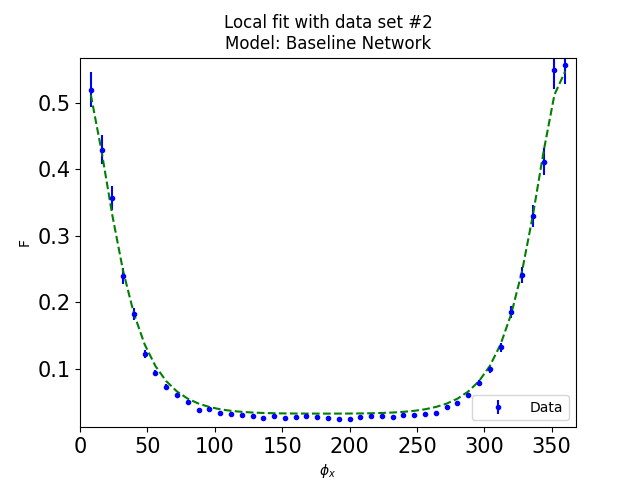 Local fit with data set #2
Model: Baseline Network
F
0.5
0.4
0.3
0.2
0.1
Data
0 50 100 150 200 250 300 350
ϕₓ